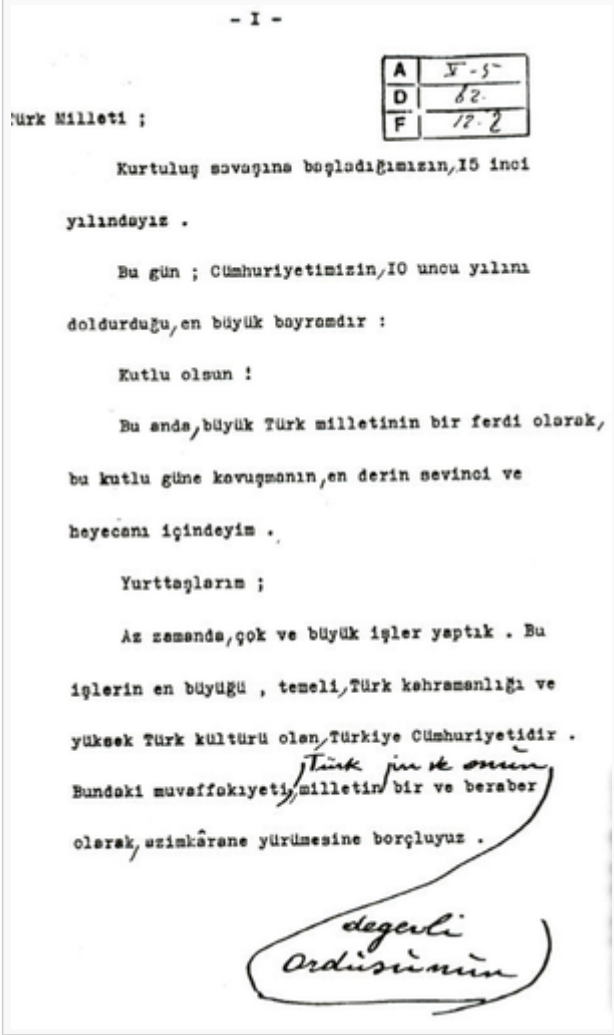 - I -
A V-5
D 62.
F 12-2
Türk Milleti ;
Kurtuluş savaşına başladığımızın,15 inci
yılındayız .
Bu gün ; Cümhuriyetimizin,10 uncu yılını
doldurduğu,en büyük bayramdır :
Kutlu olsun !
Bu anda,büyük Türk milletinin bir ferdi olarak,
bu kutlu güne kavuşmanın,en derin sevinci ve
heyecanı içindeyim .
Yurttaşlarım ;
Az zamanda,çok ve büyük işler yaptık . Bu
işlerin en büyüğü , temeli,Türk kahramanlığı ve
yüksek Türk kültürü olan,Türkiye Cümhuriyetidir .
Türk ve onun
Bundaki muvaffakıyeti,milletin bir ve beraber
olarak,azimkârane yürümesine borçluyuz .
değerli
ordusunun